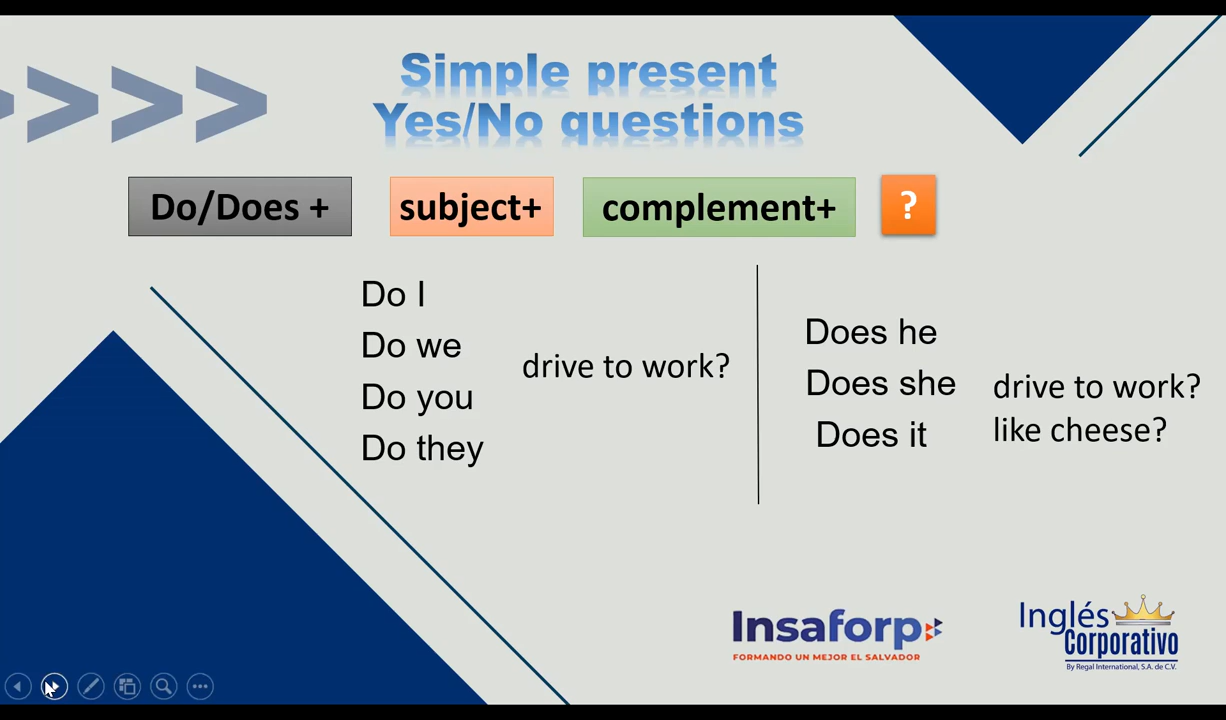 Simple present
Yes/No questions
Do/Does +
subject+
complement+
?
Do I
Do we
Do you
Do they
drive to work?
Does he
Does she
Does it
drive to work?
like cheese?
Insaforp
FORMANDO UN MEJOR EL SALVADOR
Inglés
Corporativo
By Regal International, S.A. de C.V.